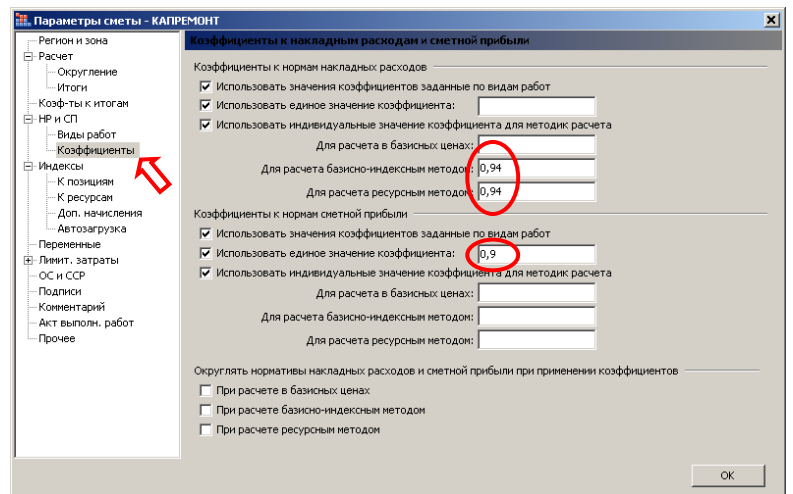 Параметры сметы - КАПРЕМОНТ
Регион и зона
Расчет
Округление
Итоги
Коэф-ты к итогам
НР и СП
Виды работ
Коэффициенты
Индексы
К позициям
К ресурсам
Доп. начисления
Автозагрузка
Переменные
Лимит. затраты
ОС и ССР
Подписи
Комментарий
Акт выполн. работ
Прочее
Коэффициенты к накладным расходам и сметной прибыли
Коэффициенты к нормам накладных расходов
Использовать значения коэффициентов заданные по видам работ
Использовать единое значение коэффициента:
Использовать индивидуальные значение коэффициента для методик расчета
Для расчета в базисных ценах:
Для расчета базисно-индексным методом: 0,94
Для расчета ресурсным методом: 0,94
Коэффициенты к нормам сметной прибыли
Использовать значения коэффициентов заданные по видам работ
Использовать единое значение коэффициента: 0,9
Использовать индивидуальные значение коэффициента для методик расчета
Для расчета в базисных ценах:
Для расчета базисно-индексным методом:
Для расчета ресурсным методом:
Округлять нормативы накладных расходов и сметной прибыли при применении коэффициентов
При расчете в базисных ценах
При расчете базисно-индексным методом
При расчете ресурсным методом
ОК